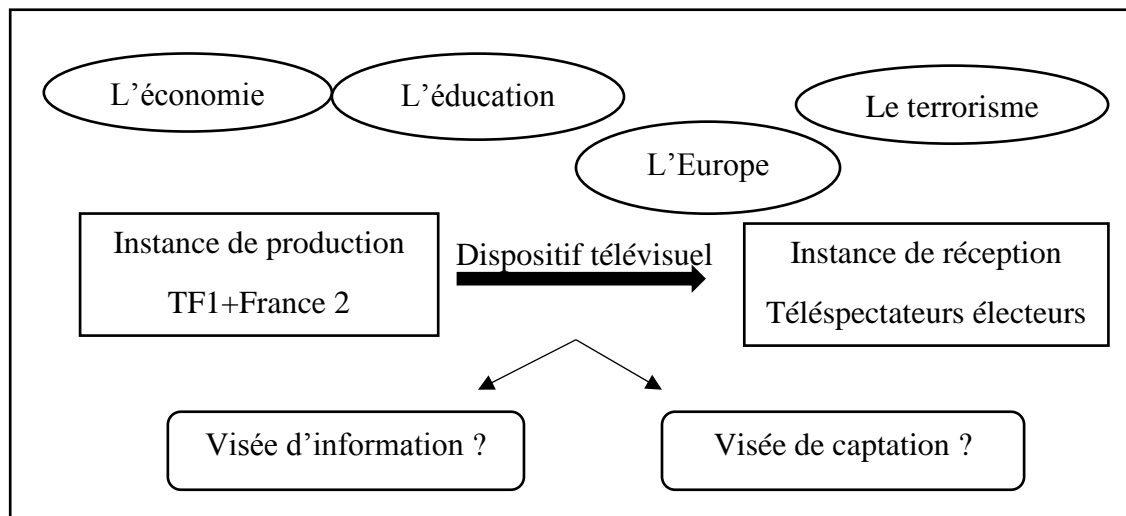 L’économie
L’éducation
Le terrorisme
L’Europe
Instance de production
TF1+France 2
Dispositif télévisuel
Instance de réception
Téléspectateurs électeurs
Visée d’information ?
Visée de captation ?